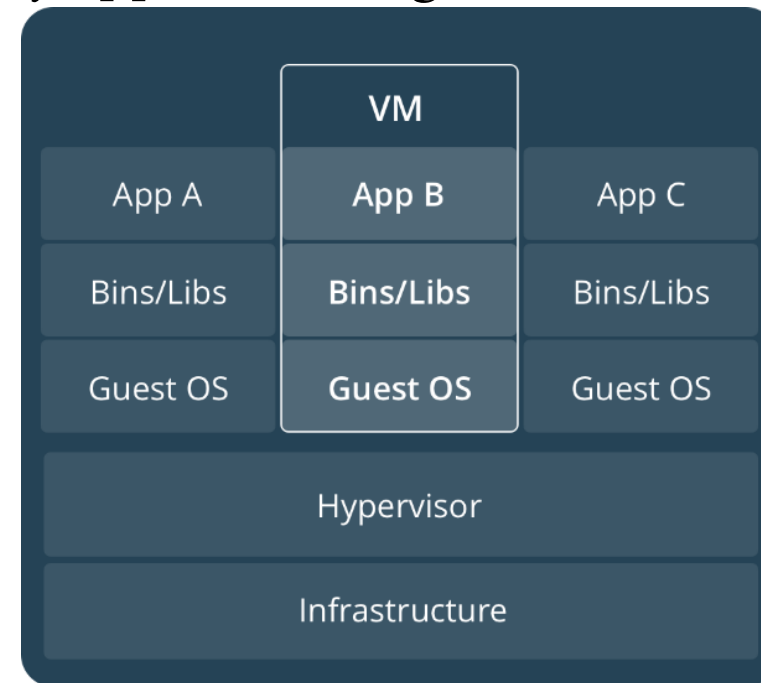 VM
App A App B App C
Bins/Libs Bins/Libs Bins/Libs
Guest OS Guest OS Guest OS
Hypervisor
Infrastructure